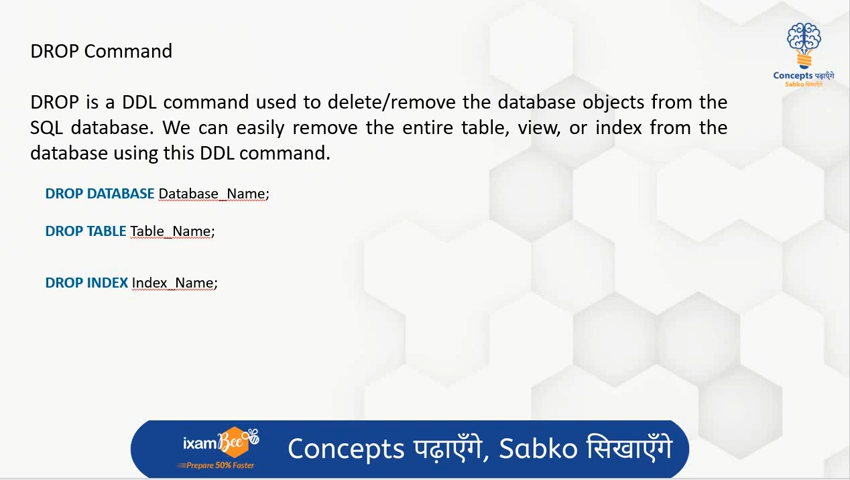 DROP Command
Concepts पढ़ाएँगे
Sabko सिखाएँगे
DROP is a DDL command used to delete/remove the database objects from the
SQL database. We can easily remove the entire table, view, or index from the
database using this DDL command.
DROP DATABASE Database_Name;
DROP TABLE Table_Name;
DROP INDEX Index_Name;
ixamBee
Prepare 50% Faster
Concepts पढ़ाएँगे, Sabko सिखाएँगे